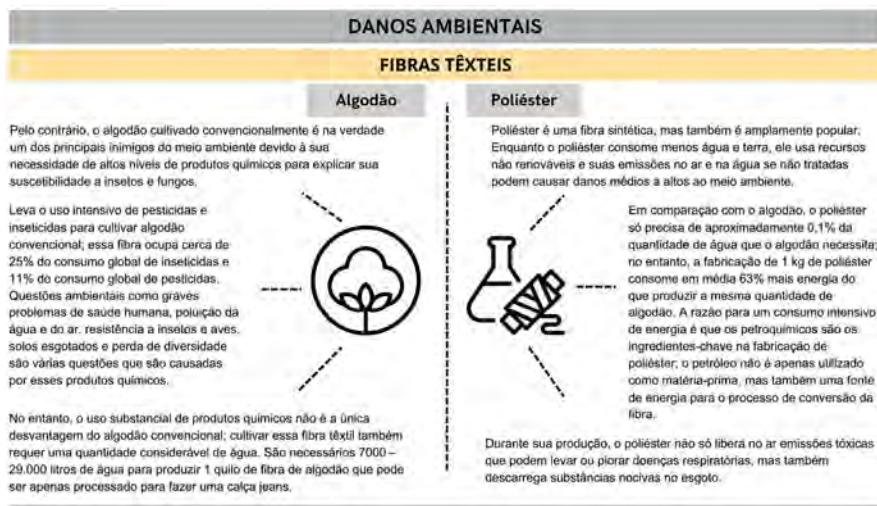 DANOS AMBIENTAIS
FIBRAS TÊXTEIS
Algodão
Pelo contrário, o algodão cultivado convencionalmente é na verdade
um dos principais inimigos do meio ambiente devido à sua
necessidade de altos níveis de produtos químicos para explicar sua
suscetibilidade a insetos e fungos.
Leva o uso intensivo de pesticidas e
inseticidas para cultivar algodão
convencional; essa fibra ocupa cerca de
25% do consumo global de inseticidas e
11% do consumo global de pesticidas.
Questões ambientais como graves
problemas de saúde humana, poluição da
água e do ar, resistência a insetos e aves,
solos esgotados e perda de diversidade
são várias questões que são causadas
por esses produtos químicos.
No entanto, o uso substancial de produtos químicos não é a única
desvantagem do algodão convencional; cultivar essa fibra têxtil também
requer uma quantidade considerável de água. São necessários 7000 –
29.000 litros de água para produzir 1 quilo de fibra de algodão que pode
ser apenas processado para fazer uma calça jeans.
Poliéster
Poliéster é uma fibra sintética, mas também é amplamente popular.
Enquanto o poliéster consome menos água e terra, ele usa recursos
não renováveis e suas emissões no ar e na água se não tratadas
podem causar danos médios a altos ao meio ambiente.
Em comparação com o algodão, o poliéster
só precisa de aproximadamente 0,1% da
quantidade de água que o algodão necessita;
no entanto, a fabricação de 1 kg de poliéster
consome em média 63% mais energia do
que produzir a mesma quantidade de
algodão. A razão para um consumo intensivo
de energia é que os petroquímicos são os
ingredientes-chave na fabricação de
poliéster; o petróleo não é apenas utilizado
como matéria-prima, mas também uma fonte
de energia para o processo de conversão da
fibra.
Durante sua produção, o poliéster não só libera no ar emissões tóxicas
que podem levar ou piorar doenças respiratórias, mas também
descarrega substâncias nocivas no esgoto.